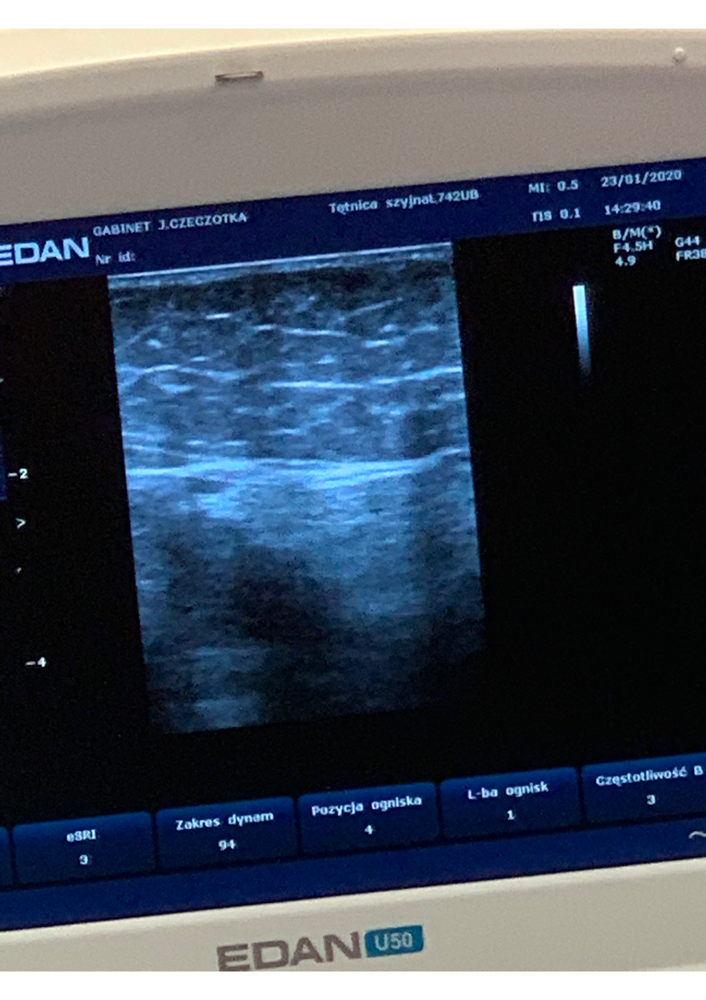 EDAN
GABINET J.CZECZOTKA
Nr id:
Tętnica szyjnaL742UB
MI: 0.5
23/01/2020
TIS 0.1
14:29:40
B/M(*)
F4.5H
G44
4.9
-2
>
-4
eSRI
3
Zakres dynam
94
Pozycja ogniska
4
L-ba ognisk
1
Częstotliwość B
3
EDAN U50